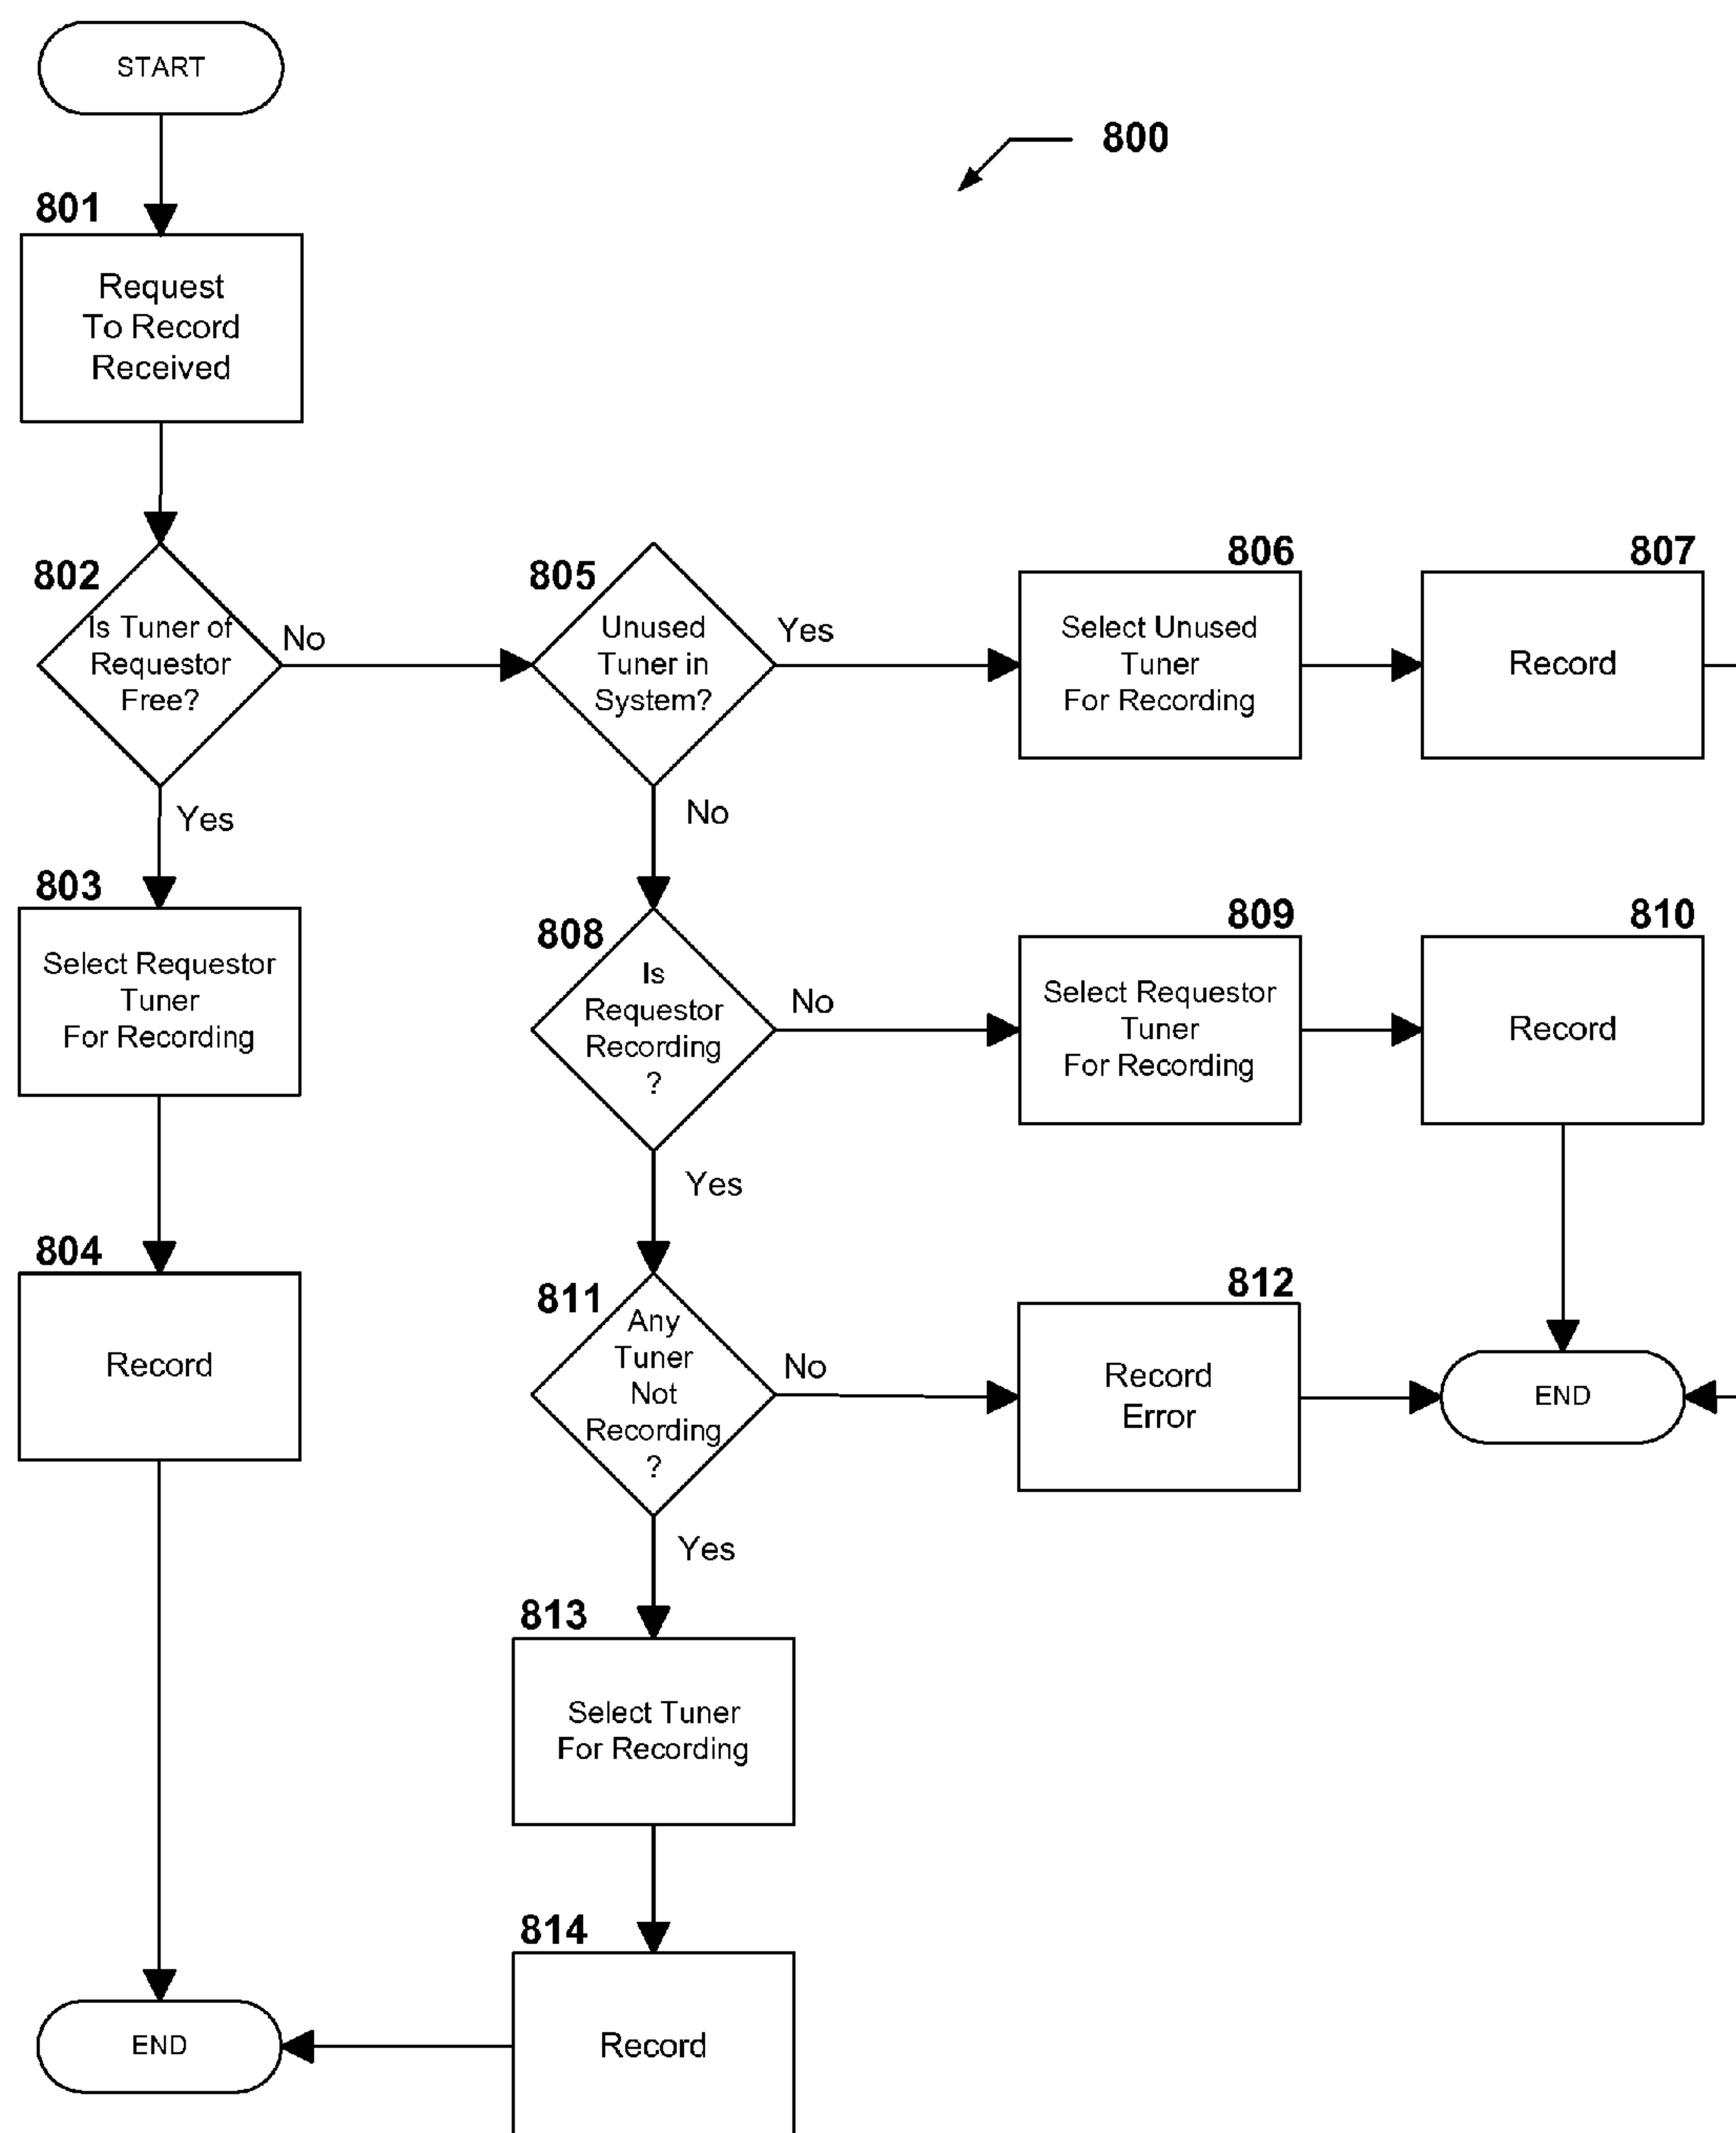 START
800
801
Request
To Record
Received
802
Is Tuner of
Requestor
Free?
No
Yes
805
Unused
Tuner in
System?
Yes
No
806
Select Unused
Tuner
For Recording
807
Record
803
Select Requestor
Tuner
For Recording
808
Is
Requestor
Recording
?
No
Yes
809
Select Requestor
Tuner
For Recording
810
Record
804
Record
811
Any
Tuner
Not
Recording
?
No
Yes
812
Record
Error
END
813
Select Tuner
For Recording
814
Record
END